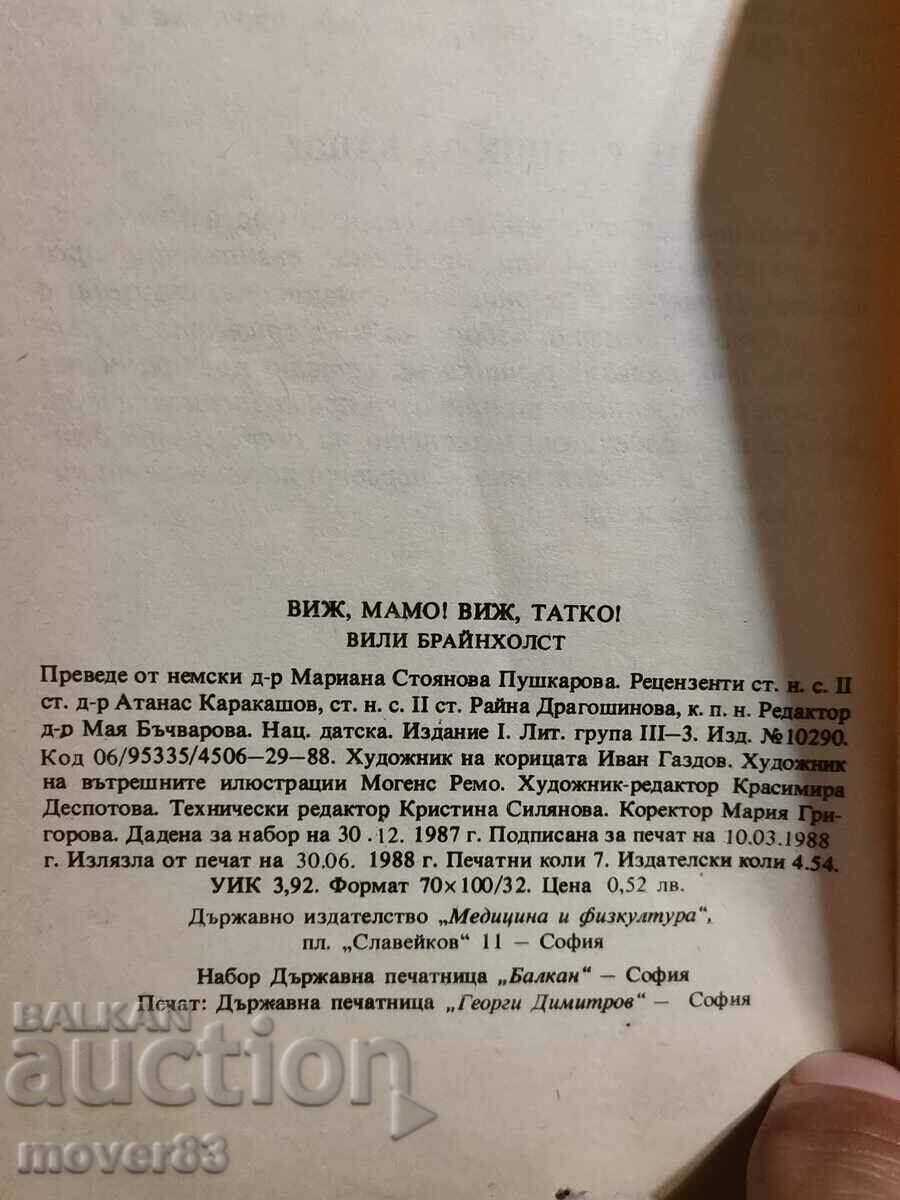 ВИЖ, МАМО! ВИЖ, ТАТКО!
ВИЛИ БРАЙНХОЛСТ
Преведе от немски д-р Мариана Стоянова Пушкарова. Рецензенти ст. н. с. II
ст. д-р Атанас Каракашов, ст. н. с. II ст. Райна Драгошинова, к. п. н. Редактор
д-р Мая Бъчварова. Нац. датска. Издание I. Лит. група III—3. Изд. №10290.
Код 06/95335/4506—29—88. Художник на корицата Иван Газдов. Художник
на вътрешните илюстрации Могенс Ремо. Художник-редактор Красимира
Деспотова. Технически редактор Кристина Силянова. Коректор Мария Гри-
горова. Дадена за набор на 30.12. 1987 г. Подписана за печат на 10.03.1988
г. Излязла от печат на 30.06. 1988 г. Печатни коли 7. Издателски коли 4.54.
УИК 3,92. Формат 70×100/32. Цена 0,52 лв.
Държавно издателство „Медицина и физкултура“,
пл. „Славейков“ 11 — София
Набор Държавна печатница „Балкан“ — София
Печат: Държавна печатница „Георги Димитров“ — София
BALKAN
auction
mover83